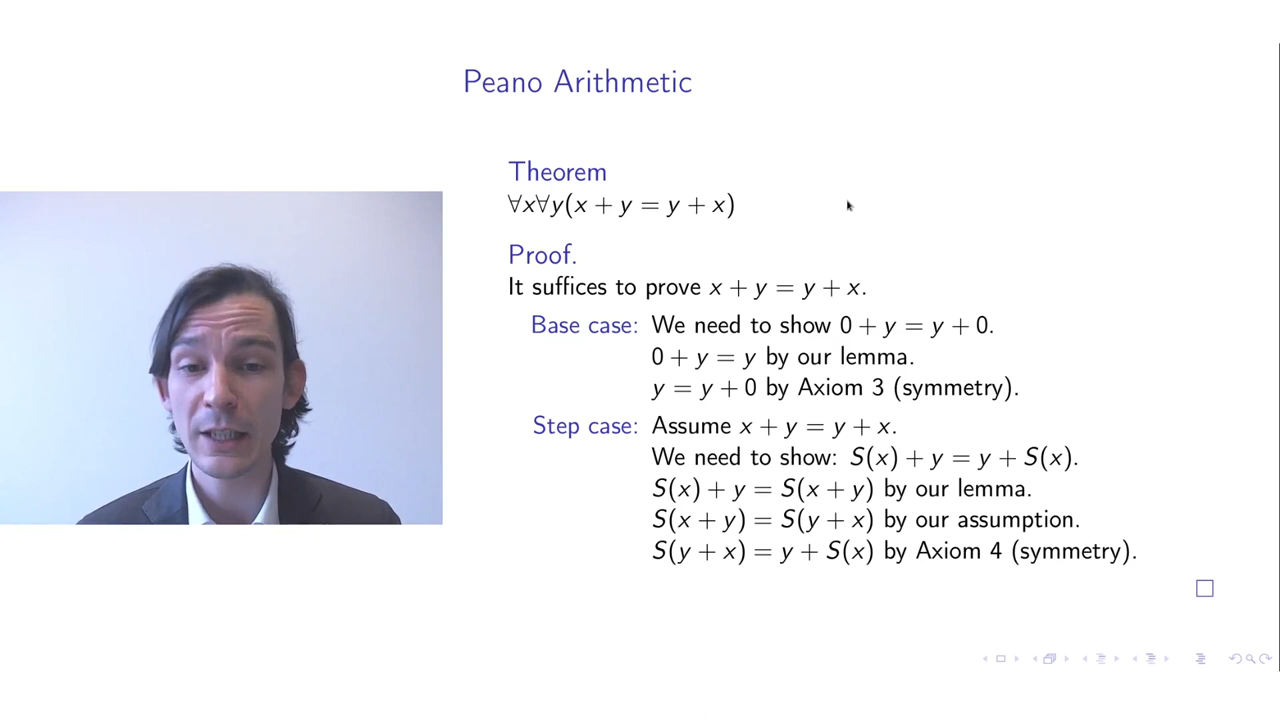 Peano Arithmetic
Theorem
∀x∀y(x + y = y + x)
Proof.
It suffices to prove x + y = y + x.
Base case: We need to show 0 + y = y + 0.
0 + y = y by our lemma.
y = y + 0 by Axiom 3 (symmetry).
Step case: Assume x + y = y + x.
We need to show: S(x) + y = y + S(x).
S(x) + y = S(x + y) by our lemma.
S(x + y) = S(y + x) by our assumption.
S(y + x) = y + S(x) by Axiom 4 (symmetry).